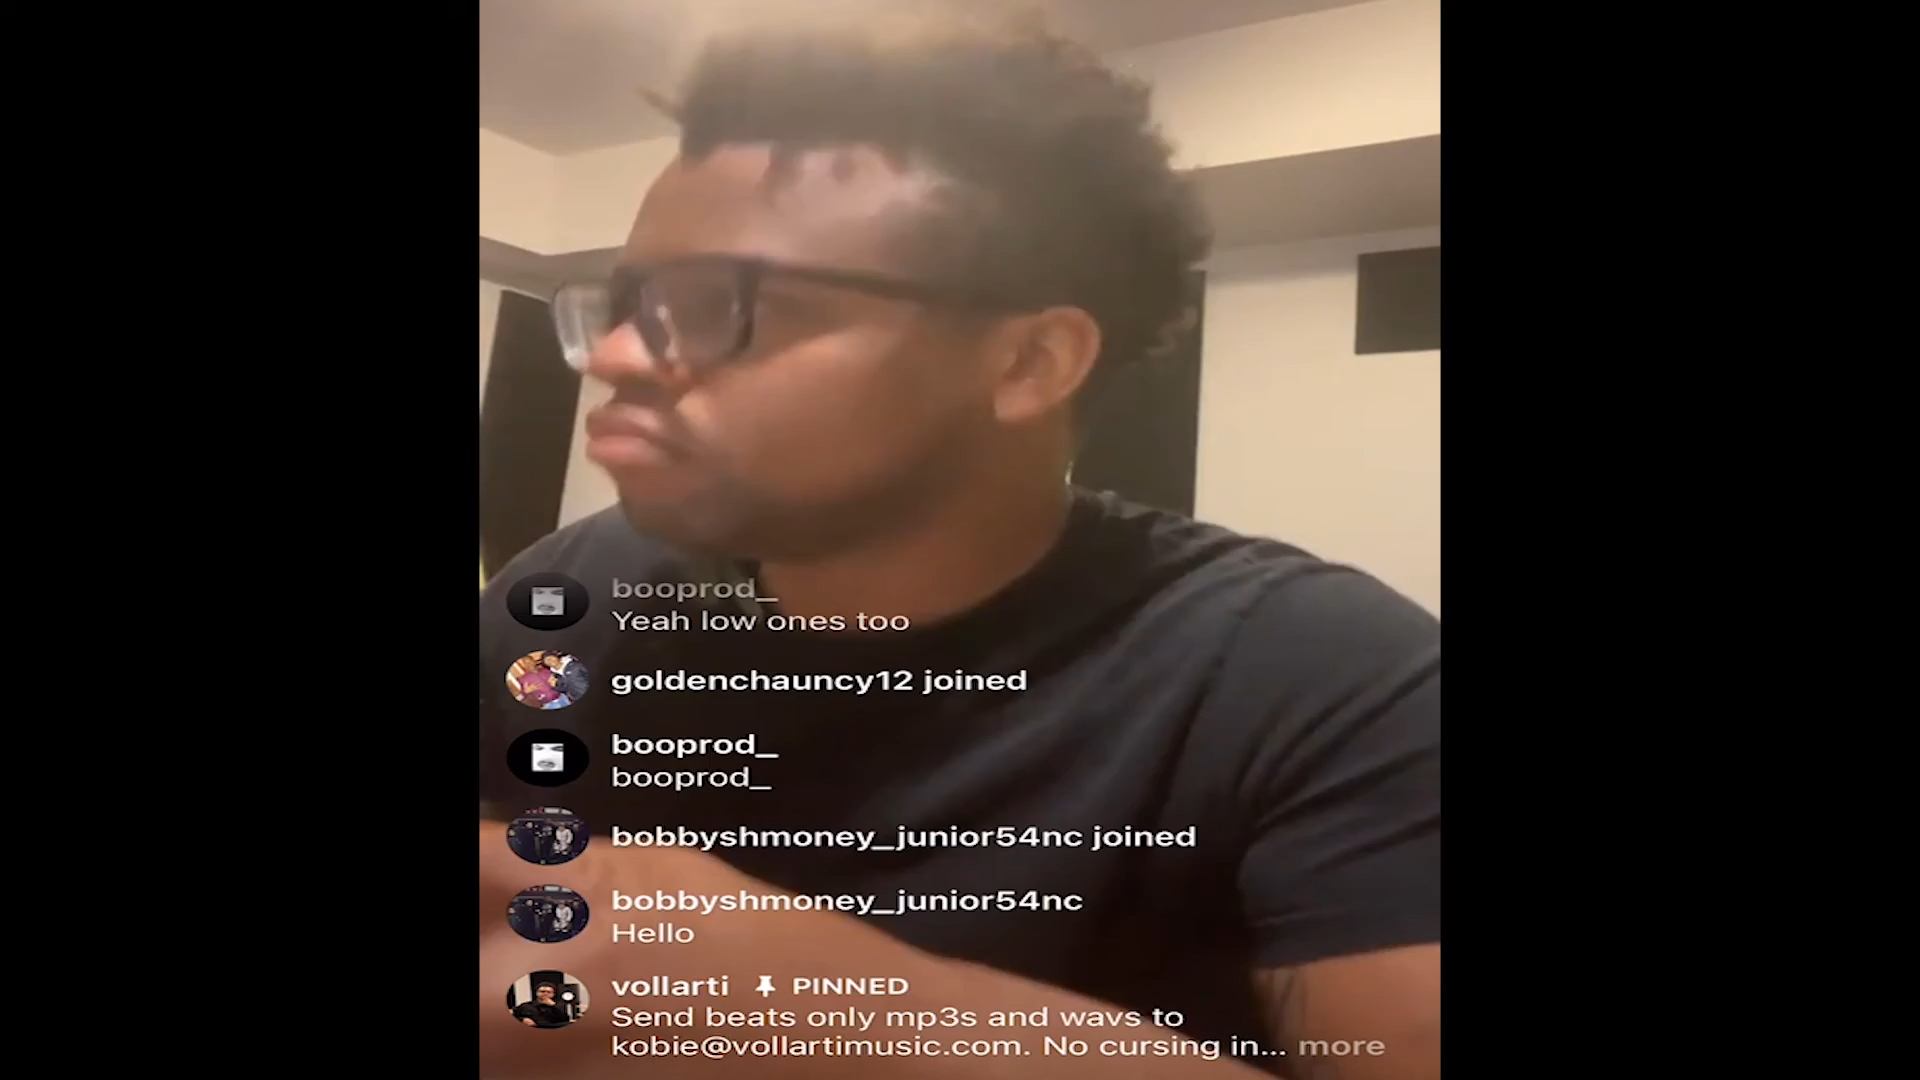 booprod_
Yeah low ones too
goldenchauncy12 joined
booprod_
booprod_
bobbyshmoney_junior54nc joined
bobbyshmoney_junior54nc
Hello
vollarti PINNED
Send beats only mp3s and wavs to
kobie@vollartimusic.com. No cursing in... more